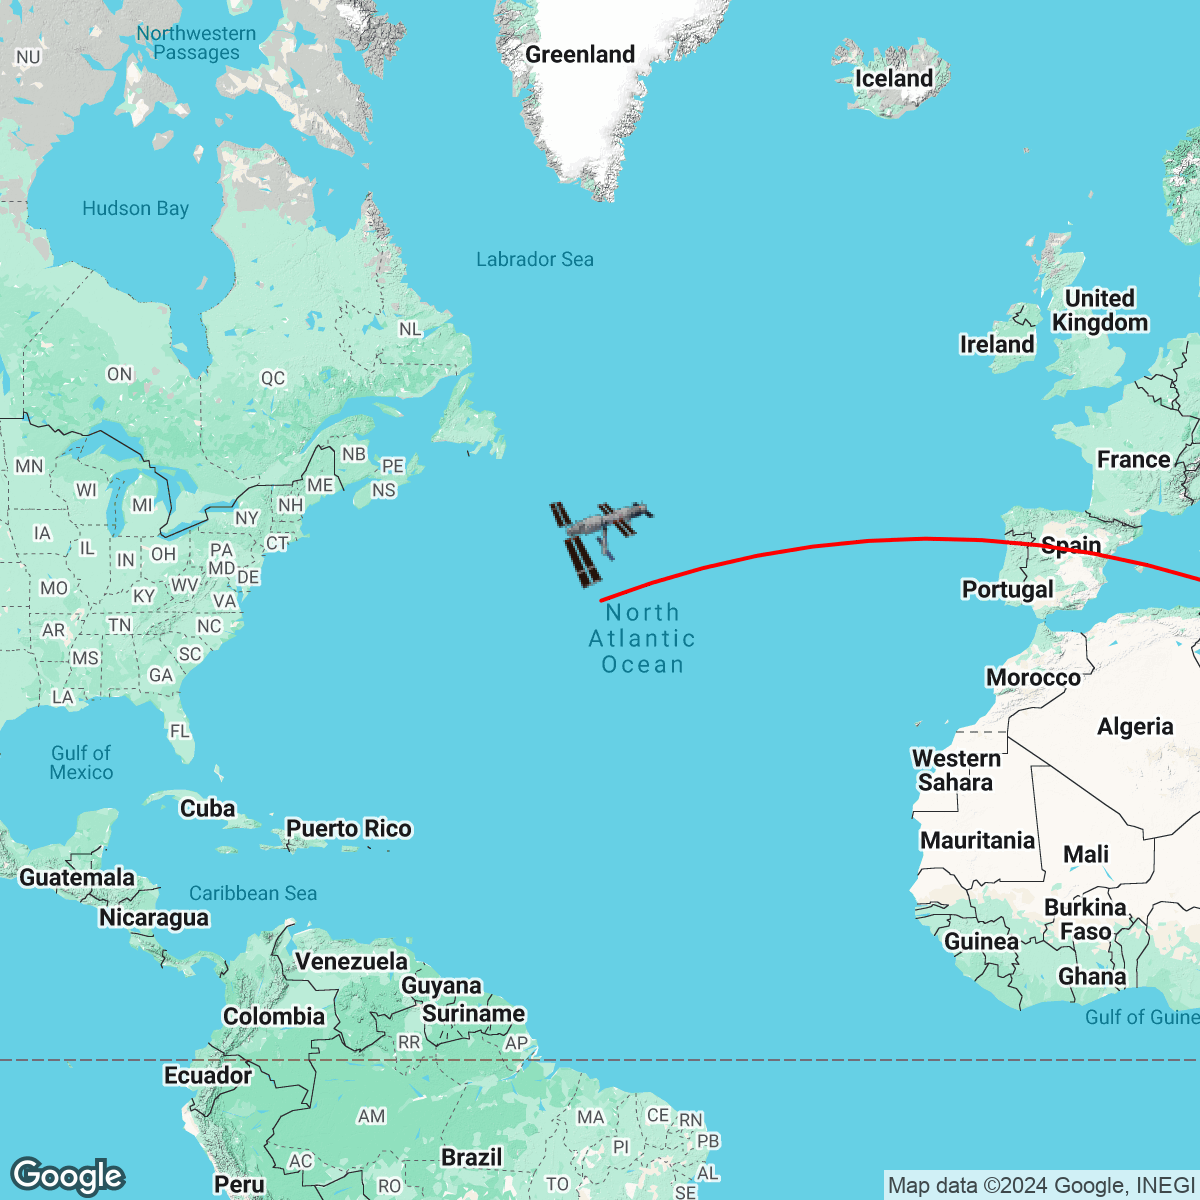 Northwestern
Passages
NU
Greenland
Iceland
Hudson Bay
Labrador Sea
United
Kingdom
NL
Ireland
ON
QC
France
NB
MN
PE
WI
ME
NS
MI
NH
NY
IA
CT
Spain
IL
OH
PA
IN
MD
DE
WV
MO
KY
Portugal
VA
North
Atlantic
Ocean
TN
NC
AR
SC
MS
GA
Morocco
LA
FL
Algeria
Gulf of
Mexico
Western
Sahara
Cuba
Puerto Rico
Mauritania
Mali
Guatemala
Caribbean Sea
Burkina
Faso
Nicaragua
Guinea
Venezuela
Ghana
Guyana
Suriname
Colombia
Gulf of Guine
RR
AP
Ecuador
AM
MA
CE
RN
PI
PB
Brazil
AC
AL
Google
Peru
RO
TO
SE
Map data ©2024 Google, INEGI